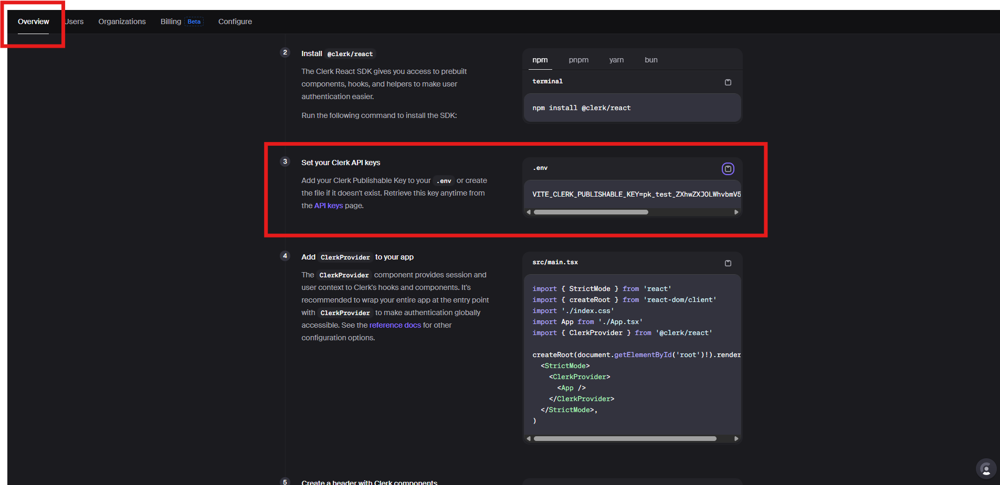 Overview Users Organizations Billing Beta Configure
2
Install @clerk/react
The Clerk React SDK gives you access to prebuilt
components, hooks, and helpers to make user
authentication easier.
Run the following command to install the SDK:
npm pnpm yarn bun
terminal
npm install @clerk/react
3
Set your Clerk API keys
Add your Clerk Publishable Key to your .env or create
the file if it doesn't exist. Retrieve this key anytime from
the API keys page.
.env
VITE_CLERK_PUBLISHABLE_KEY=pk_test_ZXhwZXJOLWhvbmV5
4
Add ClerkProvider to your app
The ClerkProvider component provides session and
user context to Clerk's hooks and components. It's
recommended to wrap your entire app at the entry point
with ClerkProvider to make authentication globally
accessible. See the reference docs for other
configuration options.
src/main.tsx
import { StrictMode } from 'react'
import { createRoot } from 'react-dom/client'
import './index.css'
import App from './App.tsx'
import { ClerkProvider } from '@clerk/react'
createRoot(document.getElementById('root')!).render
<StrictMode>
<ClerkProvider>
<App />
</ClerkProvider>
</StrictMode>,
)
5
Create a header with Clerk components